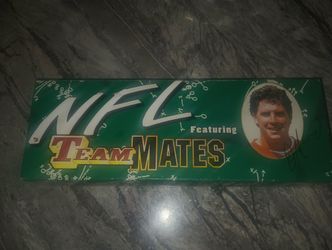 NFL
Featuring
TEAM MATES